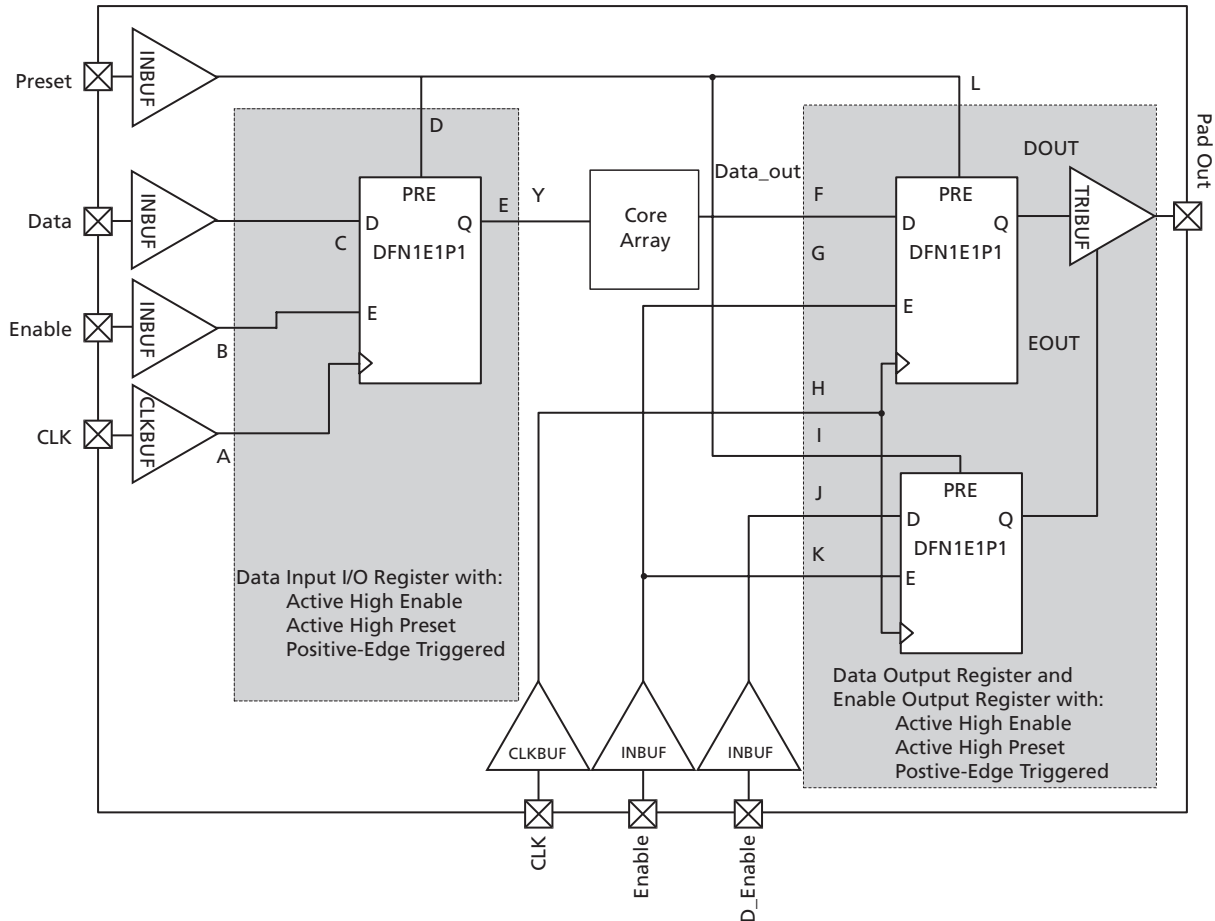 Preset
INBUF
D
L
Pad Out
Data
INBUF
C
PRE
D
Q
DFN1E1P1
E
E
Y
Core
Array
Data_out
F
G
PRE
D
Q
DFN1E1P1
E
DOUT
TRIBUF
EOUT
Enable
INBUF
B
CLK
CLKBUF
A
H
I
J
K
PRE
D
Q
DFN1E1P1
E
Data Input I/O Register with:
Active High Enable
Active High Preset
Positive-Edge Triggered
Data Output Register and
Enable Output Register with:
Active High Enable
Active High Preset
Postive-Edge Triggered
CLKBUF
INBUF
INBUF
CLK
Enable
D_Enable